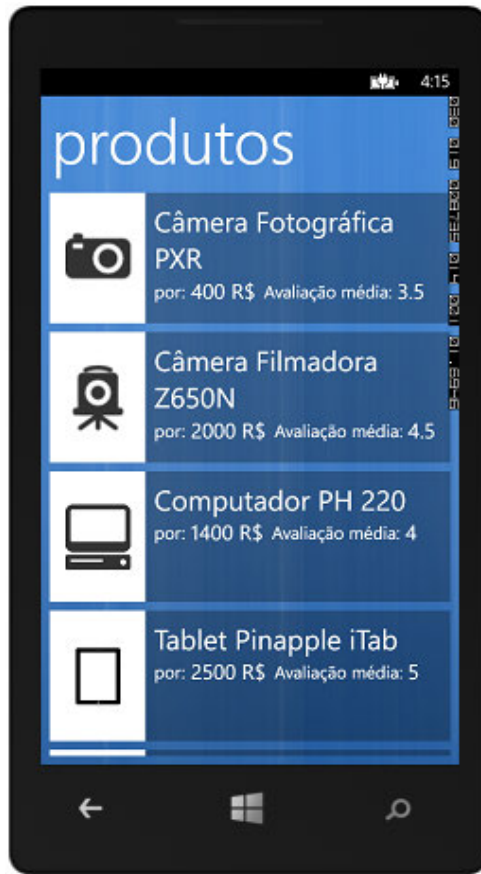 4:15
produtos
Câmera Fotográfica
PXR
por: 400 R$ Avaliação média: 3.5
Câmera Filmadora
Z650N
por: 2000 R$ Avaliação média: 4.5
Computador PH 220
por: 1400 R$ Avaliação média: 4
Tablet Pinapple iTab
por: 2500 R$ Avaliação média: 5